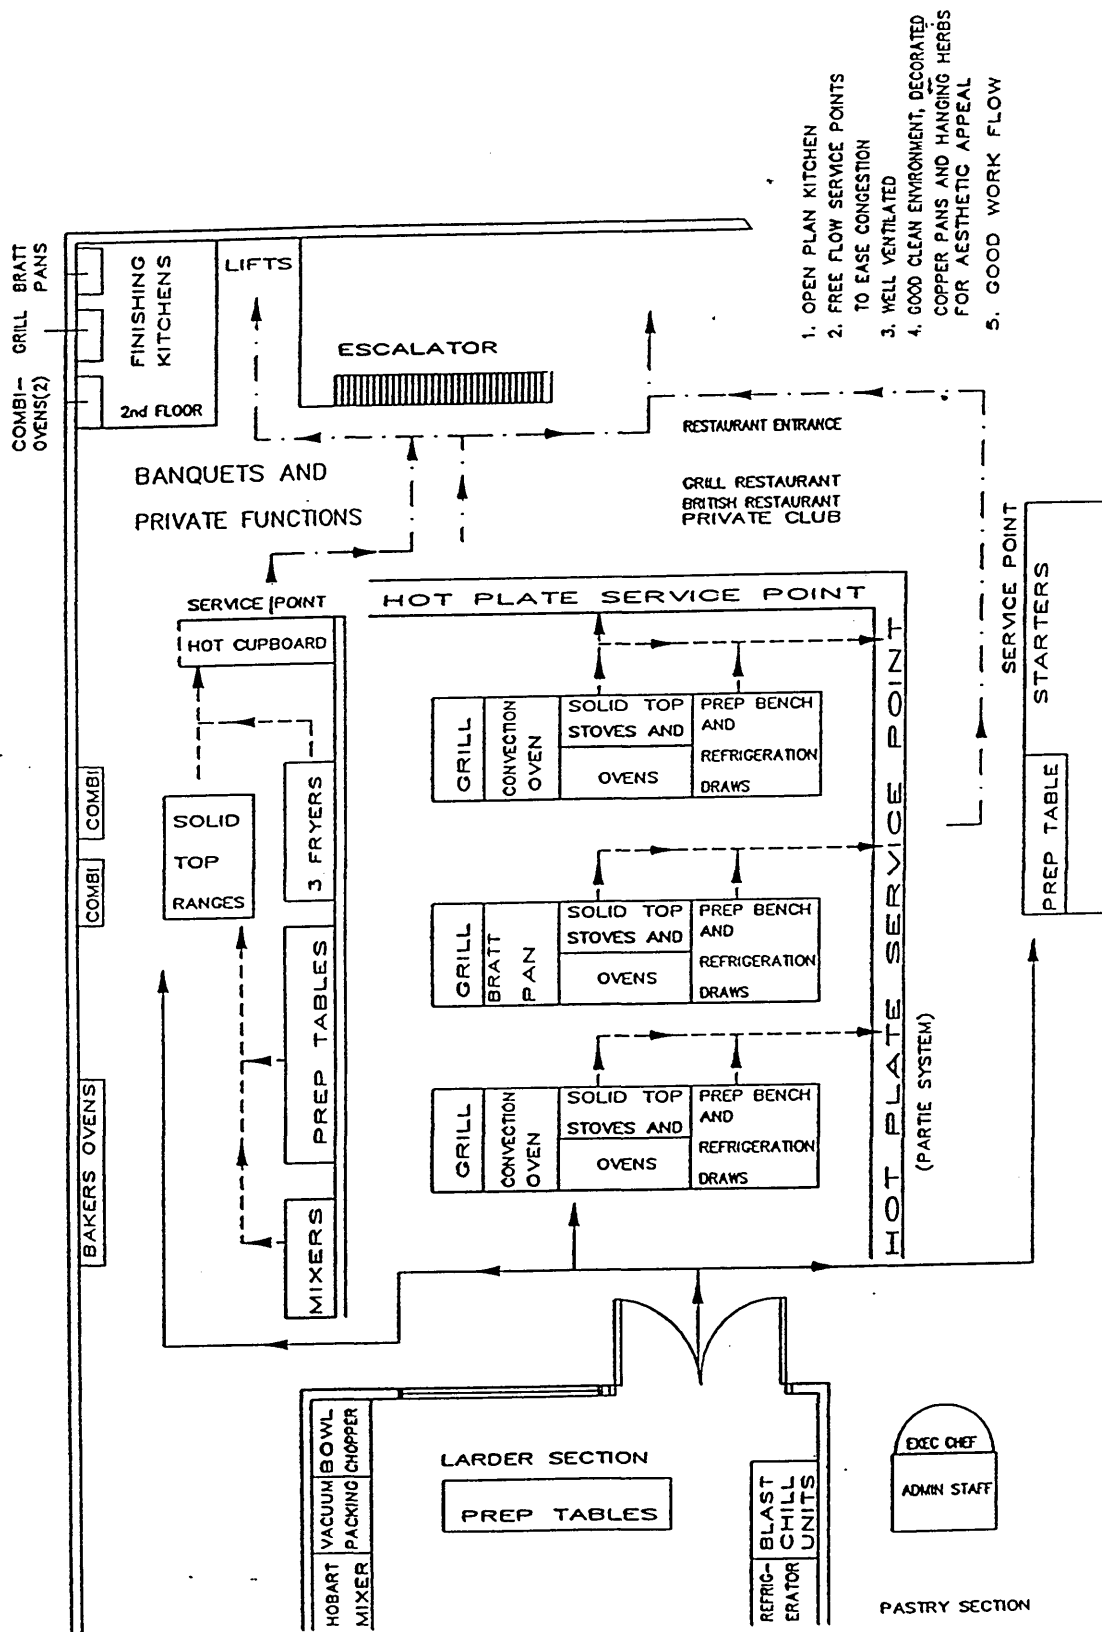 COMBI-
OVENS(2)
GRILL
BRATT
PANS
FINISHING
KITCHENS
2nd FLOOR
LIFTS
ESCALATOR
BANQUETS AND
PRIVATE FUNCTIONS
RESTAURANT ENTRANCE
GRILL RESTAURANT
BRITISH RESTAURANT
PRIVATE CLUB
1. OPEN PLAN KITCHEN
2. FREE FLOW SERVICE POINTS
TO EASE CONGESTION
3. WELL VENTILATED
4. GOOD CLEAN ENVIRONMENT, DECORATED
COPPER PANS AND HANGING HERBS
FOR AESTHETIC APPEAL
5. GOOD WORK FLOW
SERVICE POINT
HOT CUPBOARD
HOT PLATE SERVICE POINT
SERVICE POINT
STARTERS
PREP TABLE
COMBI
COMBI
SOLID
TOP
RANGES
3 FRYERS
PREP TABLES
MIXERS
BAKERS OVENS
GRILL
CONVECTION
OVEN
SOLID TOP
STOVES AND
OVENS
PREP BENCH
AND
REFRIGERATION
DRAWS
GRILL
BRATT
PAN
SOLID TOP
STOVES AND
OVENS
PREP BENCH
AND
REFRIGERATION
DRAWS
GRILL
CONVECTION
OVEN
SOLID TOP
STOVES AND
OVENS
PREP BENCH
AND
REFRIGERATION
DRAWS
HOT PLATE SERVICE POINT
(PARTIE SYSTEM)
HOBART
MIXER
VACUUM
PACKING
BOWL
CHOPPER
LARDER SECTION
PREP TABLES
REFRIG-
ERATOR
BLAST
CHILL
UNITS
EXEC CHEF
ADMIN STAFF
PASTRY SECTION